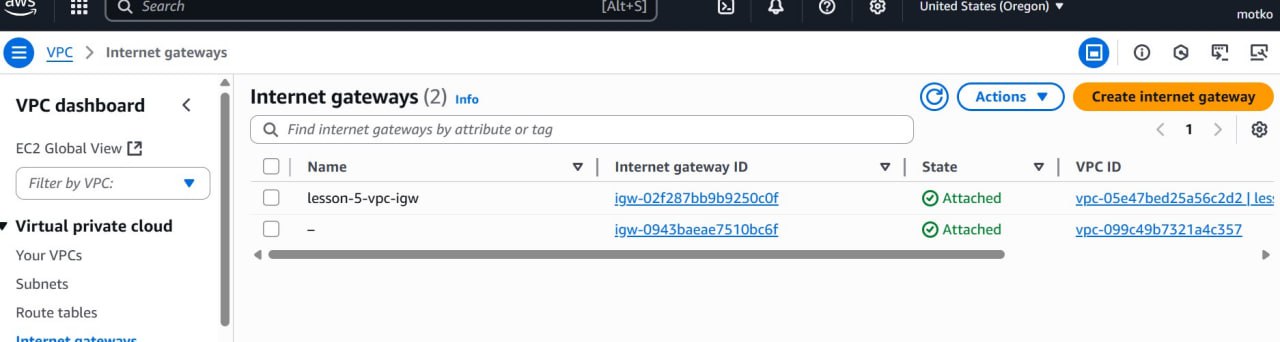 aws
Search [Alt+S] United States (Oregon)
motko
VPC > Internet gateways
VPC dashboard
EC2 Global View
Filter by VPC:
Virtual private cloud
Your VPCs
Subnets
Route tables
Internet gateways
Internet gateways (2) Info
Actions
Create internet gateway
Find internet gateways by attribute or tag
1
Name Internet gateway ID State VPC ID
lesson-5-vpc-igw igw-02f287bb9b9250c0f Attached vpc-05e47bed25a56c2d2 | les
– igw-0943baeae7510bc6f Attached vpc-099c49b7321a4c357